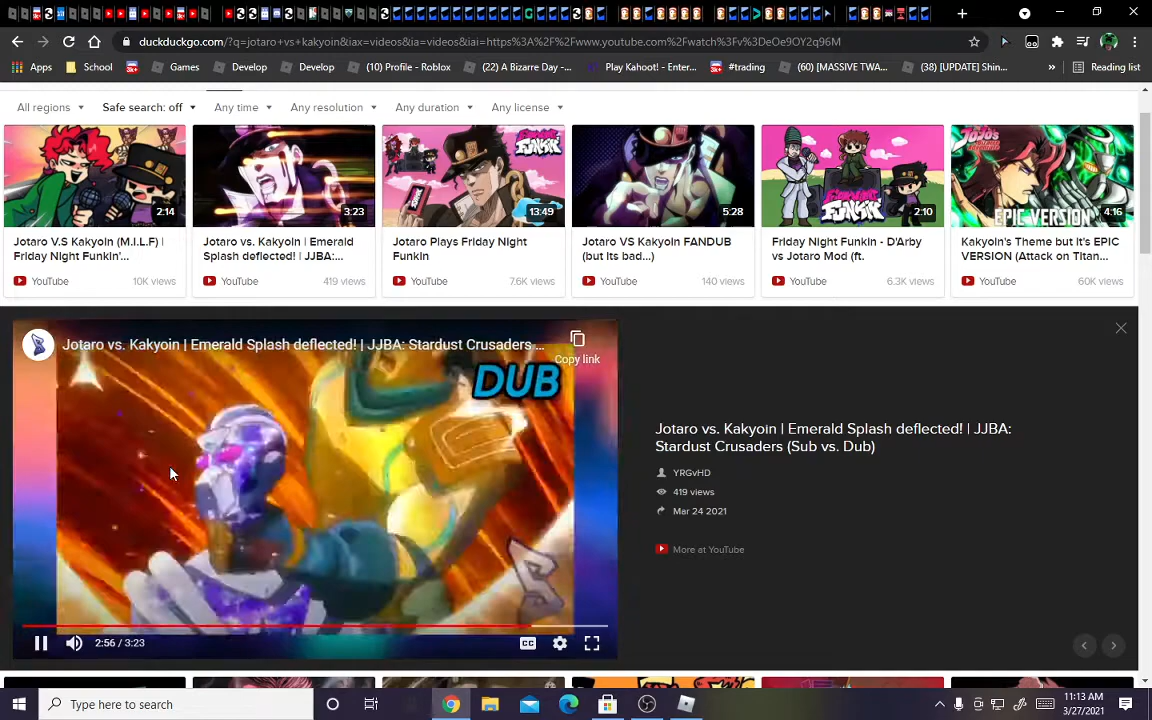 duckduckgo.com/?q=jotaro+vs+kakyoin&iax=videos&ia=videos&iai=https%3A%2F%2Fwww.youtube.com%2Fwatch%3Fv%3DeOe9OY2q96M
Apps School Games Develop Develop (10) Profile - Roblox (22) A Bizarre Day -... Play Kahoot! - Enter... #trading (60) [MASSIVE TWA... (38) [UPDATE] Shin... » Reading list
All regions Safe search: off Any time Any resolution Any duration Any license
2:14 3:23 13:49 5:28 2:10 4:16
Jotaro V.S Kakyoin (M.I.L.F) |
Friday Night Funkin'...
YouTube 10K views
Jotaro vs. Kakyoin | Emerald
Splash deflected! | JJBA:...
YouTube 419 views
FRIDAY NIGHT FUNKIN
Jotaro Plays Friday Night
Funkin
YouTube 7.6K views
Jotaro VS Kakyoin FANDUB
(but Its bad...)
YouTube 140 views
FRIDAY NIGHT FUNKIN
Friday Night Funkin - D'Arby
vs Jotaro Mod (ft.
YouTube 6.3K views
EPIC VERSION
Kakyoin's Theme but it's EPIC
VERSION (Attack on Titan...
YouTube 60K views
Jotaro vs. Kakyoin | Emerald Splash deflected! | JJBA: Stardust Crusaders ...
Copy link
DUB
2:56 / 3:23
CC
Jotaro vs. Kakyoin | Emerald Splash deflected! | JJBA:
Stardust Crusaders (Sub vs. Dub)
YRGvHD
419 views
Mar 24 2021
More at YouTube
Type here to search
11:13 AM
3/27/2021